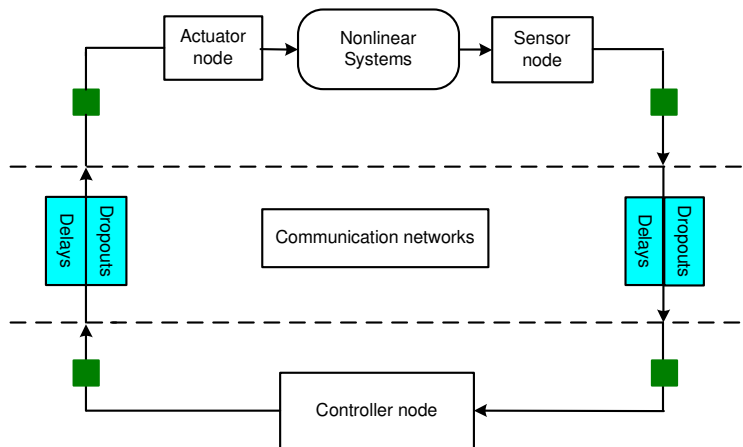 Actuator
node
Nonlinear
Systems
Sensor
node
Delays
Dropouts
Communication networks
Delays
Dropouts
Controller node